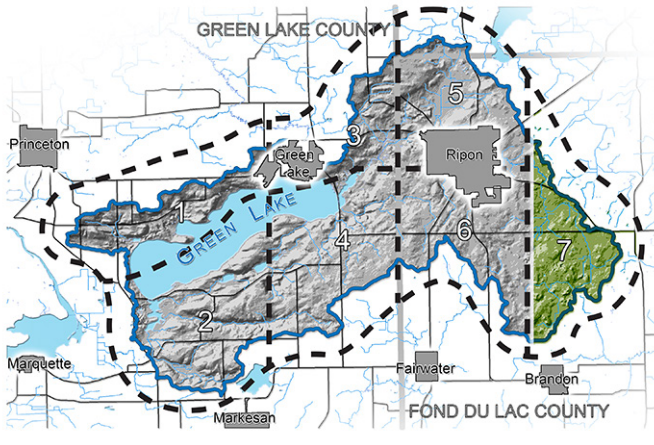 GREEN LAKE COUNTY
5
3
Princeton
Green
Lake
Ripon
1
GREEN LAKE
4
6
7
2
Marquette
Fairwater
Brandon
Markesan
FOND DU LAC COUNTY